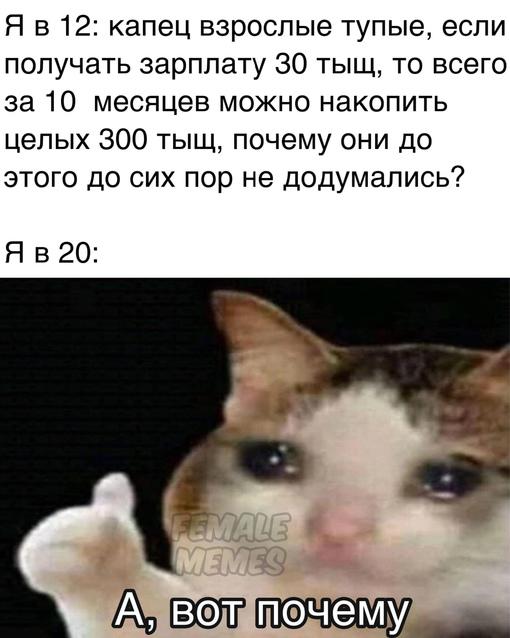 Я в 12: капец взрослые тупые, если
получать зарплату 30 тыщ, то всего
за 10 месяцев можно накопить
целых 300 тыщ, почему они до
этого до сих пор не додумались?
Я в 20:
FEMALE
MEMES
А, вот почему